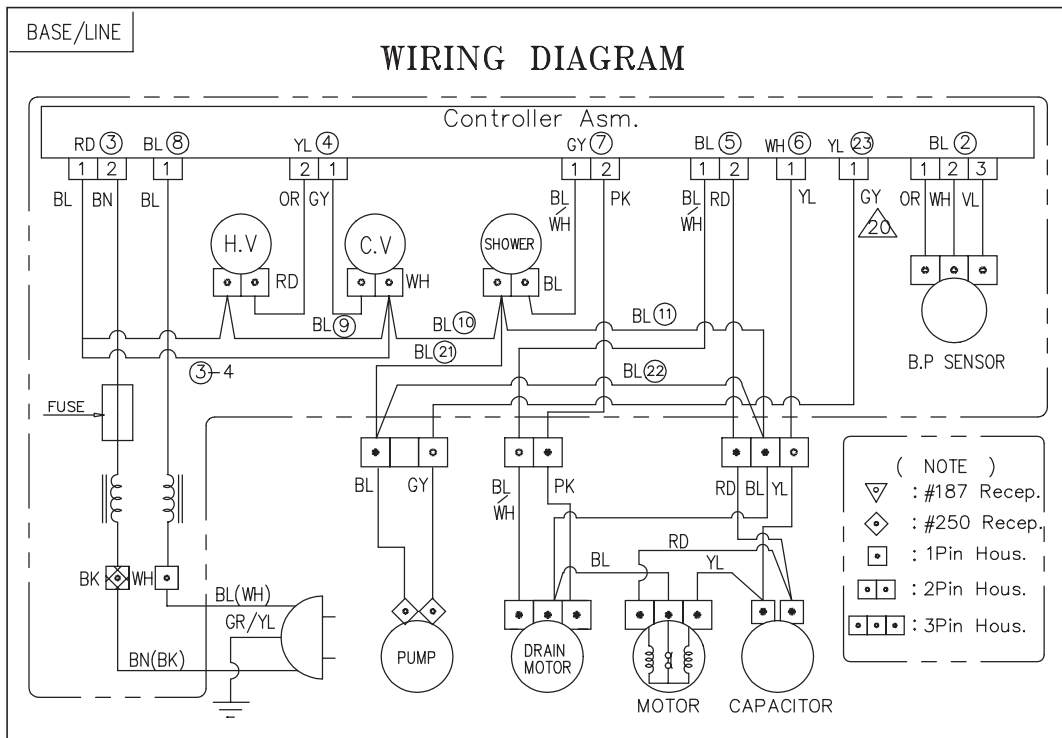 BASE/LINE
WIRING DIAGRAM
Controller Asm.
RD ③ BL ⑧ YL ④ GY ⑦ BL ⑤ WH ⑥ YL ㉓ BL ②
1 2 1 2 1 1 2 1 2 1 1 1 2 3
BL BN BL OR GY BL/WH PK BL/WH RD YL GY OR WH VL
20
H.V C.V SHOWER
RD WH BL
BL ⑨ BL ⑩ BL ⑪
BL ㉑
③-4
BL ㉒
B.P SENSOR
FUSE
BL GY BL/WH PK RD BL YL
( NOTE )
: #187 Recep.
: #250 Recep.
: 1Pin Hous.
: 2Pin Hous.
: 3Pin Hous.
RD
BL YL
BK WH
BL(WH)
GR/YL
BN(BK)
PUMP
DRAIN
MOTOR
MOTOR CAPACITOR